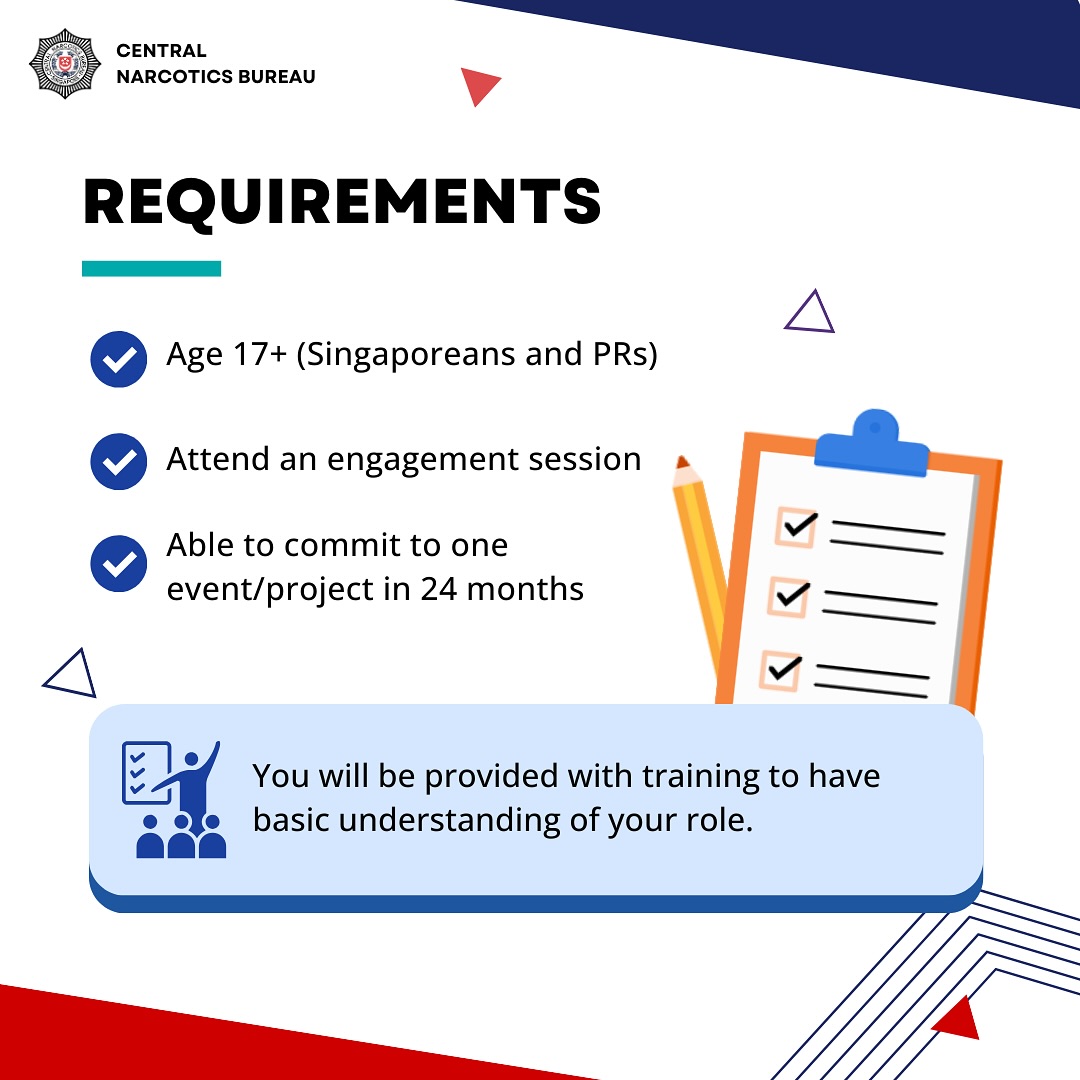 CENTRAL
NARCOTICS BUREAU
REQUIREMENTS
Age 17+ (Singaporeans and PRs)
Attend an engagement session
Able to commit to one
event/project in 24 months
You will be provided with training to have
basic understanding of your role.